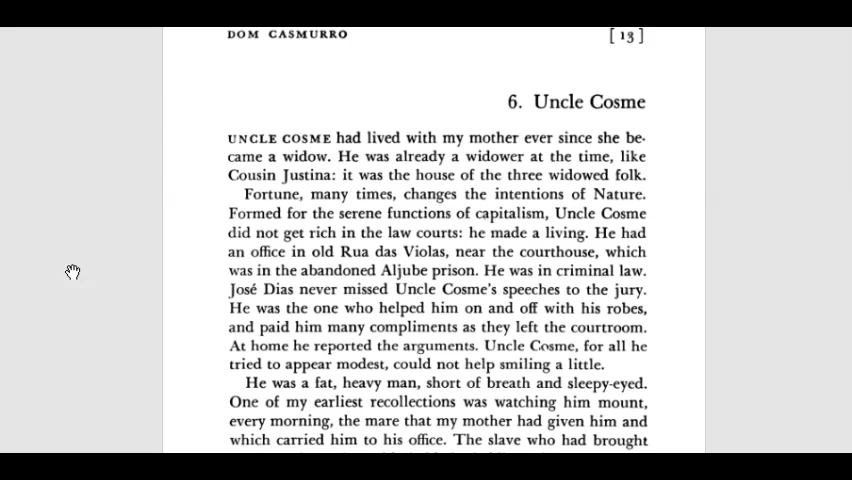 DOM CASMURRO [ 13 ]
6. Uncle Cosme
UNCLE COSME had lived with my mother ever since she be-
came a widow. He was already a widower at the time, like
Cousin Justina: it was the house of the three widowed folk.
Fortune, many times, changes the intentions of Nature.
Formed for the serene functions of capitalism, Uncle Cosme
did not get rich in the law courts: he made a living. He had
an office in old Rua das Violas, near the courthouse, which
was in the abandoned Aljube prison. He was in criminal law.
José Dias never missed Uncle Cosme's speeches to the jury.
He was the one who helped him on and off with his robes,
and paid him many compliments as they left the courtroom.
At home he reported the arguments. Uncle Cosme, for all he
tried to appear modest, could not help smiling a little.
He was a fat, heavy man, short of breath and sleepy-eyed.
One of my earliest recollections was watching him mount,
every morning, the mare that my mother had given him and
which carried him to his office. The slave who had brought